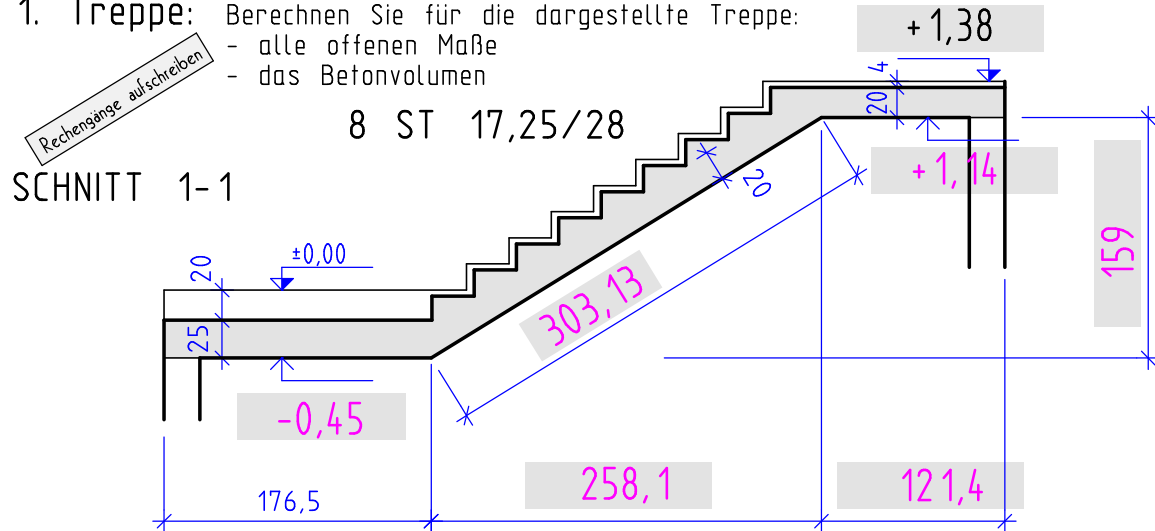 1. Treppe: Berechnen Sie für die dargestellte Treppe:
- alle offenen Maße
- das Betonvolumen
Rechengänge aufschreiben
8 ST 17,25/28
SCHNITT 1-1
+1,38
4
20
+1,14
20
159
±0,00
20
25
303,13
-0,45
176,5
258,1
121,4